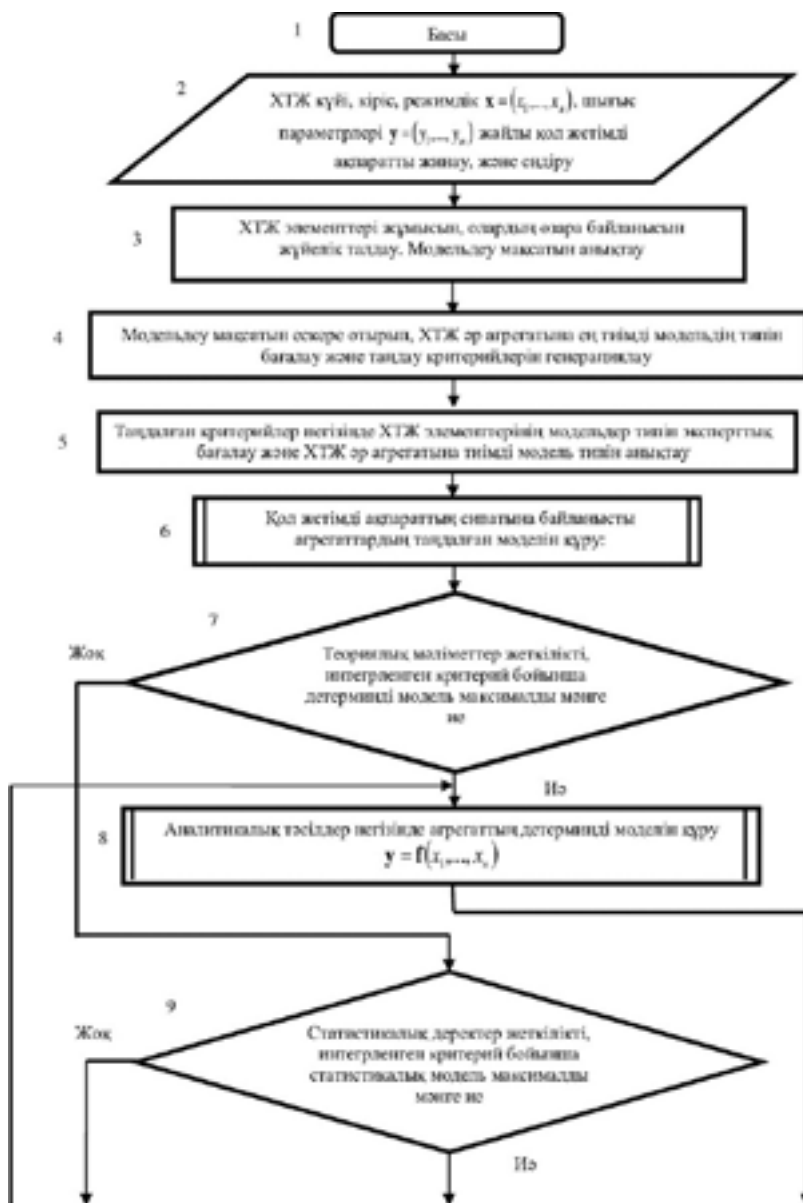 1
Басы
2
ХТЖ күйі, кіріс, режимлік x = (x₁,..., xₙ), шығыс
параметрлері y = (y₁,..., yₘ) жайлы қол жетімді
ақпаратты жинау, және өңдіру
3
ХТЖ элементтері жұмысын, олардың өзара байланысын
жүйелік талдау. Модельдеу мақсатын анықтау
4
Модельдеу мақсатын ескере отырып, ХТЖ әр агрегатына ең тиімді модельдің типін
бағалау және таңдау критерийлерін генерациялау
5
Таңдалған критерийлер негізінде ХТЖ элементтерінің модельдер типін эксперттық
бағалау және ХТЖ әр агрегатына тиімді модель типін анықтау
6
Қол жетімді ақпараттың сипатына байланысты
агрегаттардың таңдалған моделін құру:
7
Жоқ
Теориялық мәліметтер жеткілікті,
интегрленген критерий бойынша
детерминді модель максималды мәнге
ие
Иә
8
Аналитикалық тәсілдер негізінде агрегаттың детерминді моделін құру
y = f(x₁,..., xₙ)
9
Жоқ
Статистикалық деректер жеткілікті,
интегрленген критерий бойынша
статистикалық модель максималды
мәнге ие
Иә